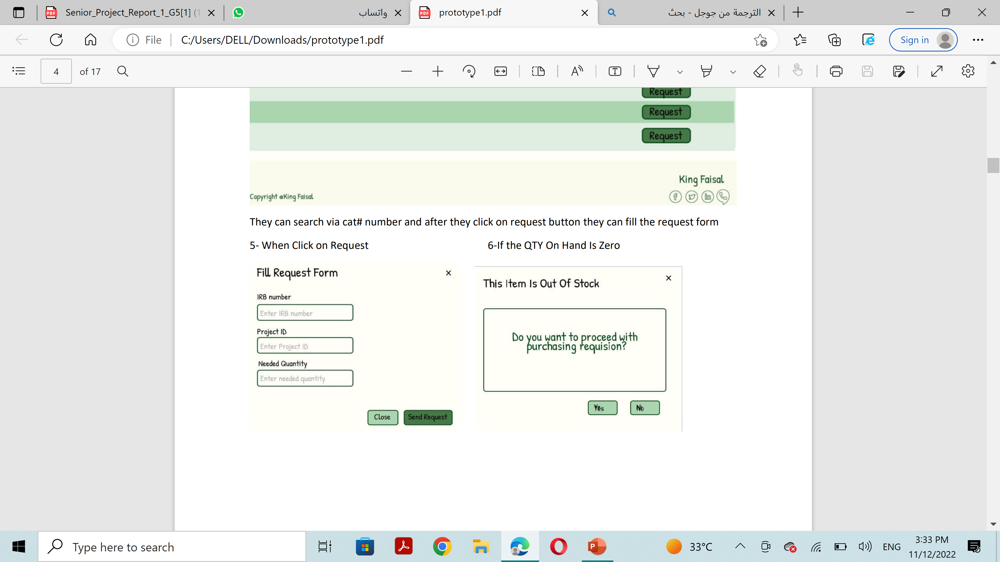 Senior_Project_Report_1_G5[1] (1
واتساب
prototype1.pdf
الترجمة من جوجل - بحث
File
C:/Users/DELL/Downloads/prototype1.pdf
Sign in
4 of 17
Request
Request
Request
King Faisal
Copyright @King Faisal
They can search via cat# number and after they click on request button they can fill the request form
5- When Click on Request
6-If the QTY On Hand Is Zero
Fill Request Form
IRB number
Enter IRB number
Project ID
Enter Project ID
Needed Quantity
Enter needed quantity
Close
Send Request
This Item Is Out Of Stock
Do you want to proceed with
purchasing requision?
Yes
No
Type here to search
33°C
ENG
3:33 PM
11/12/2022